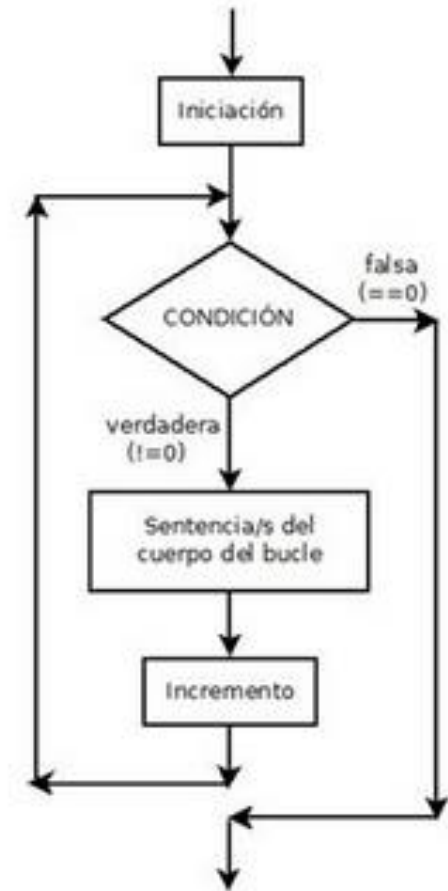 Iniciación
CONDICIÓN
falsa
(==0)
verdadera
(!=0)
Sentencia/s del
cuerpo del bucle
Incremento